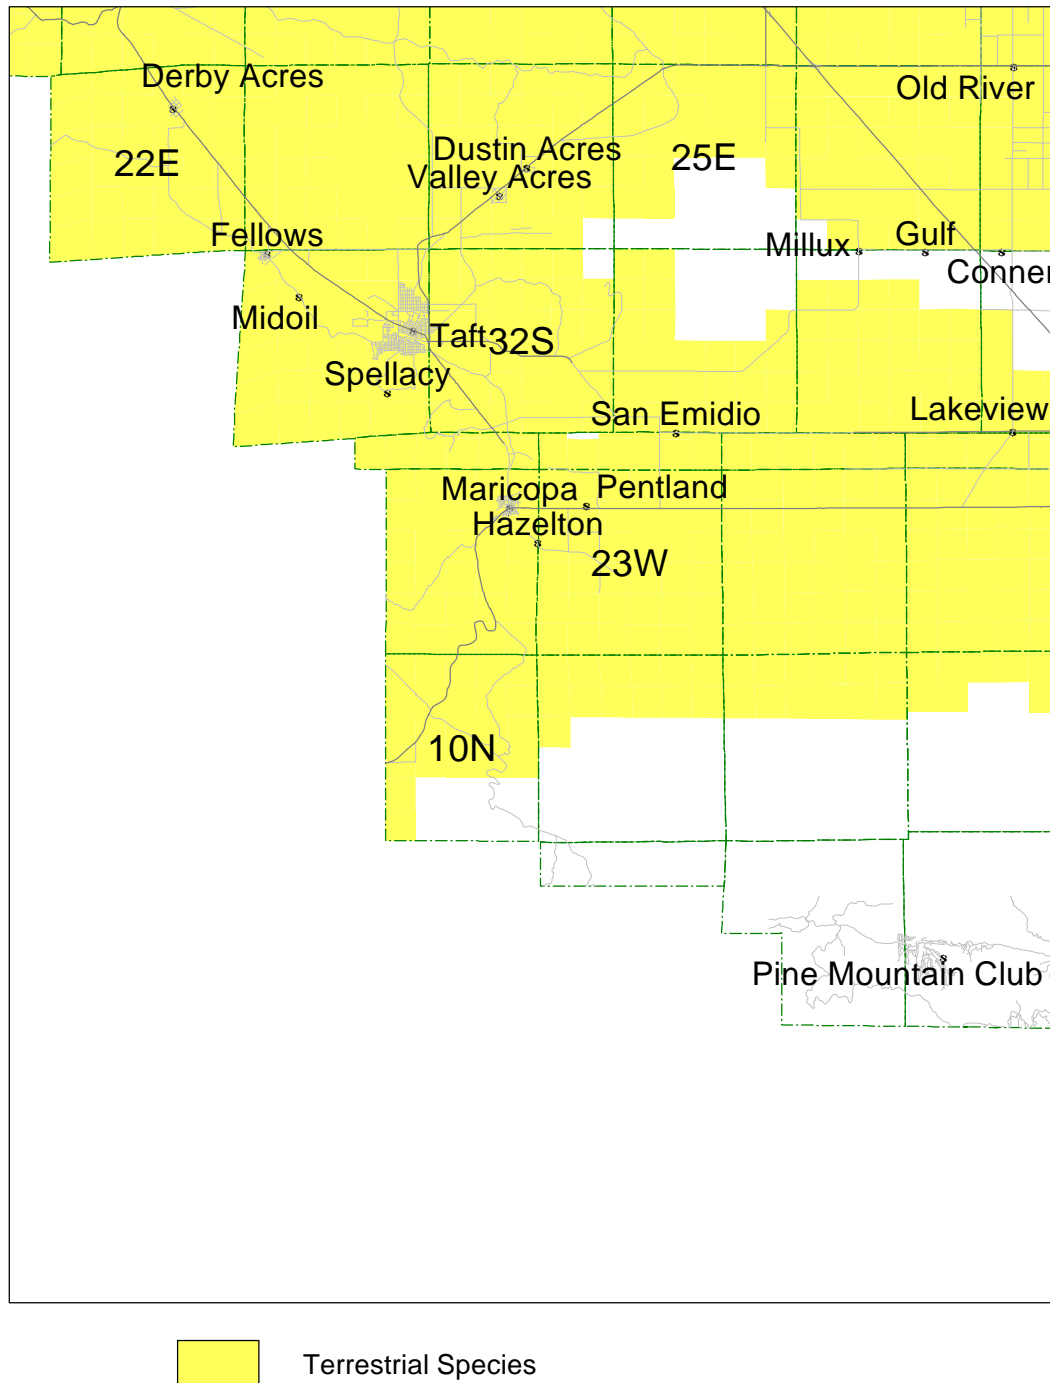 Derby Acres
Old River
Dustin Acres
22E
25E
Valley Acres
Fellows
Millux
Gulf
Conner
Midoil
Taft
32S
Spellacy
San Emidio
Lakeview
Maricopa
Pentland
Hazelton
23W
10N
Pine Mountain Club
Terrestrial Species